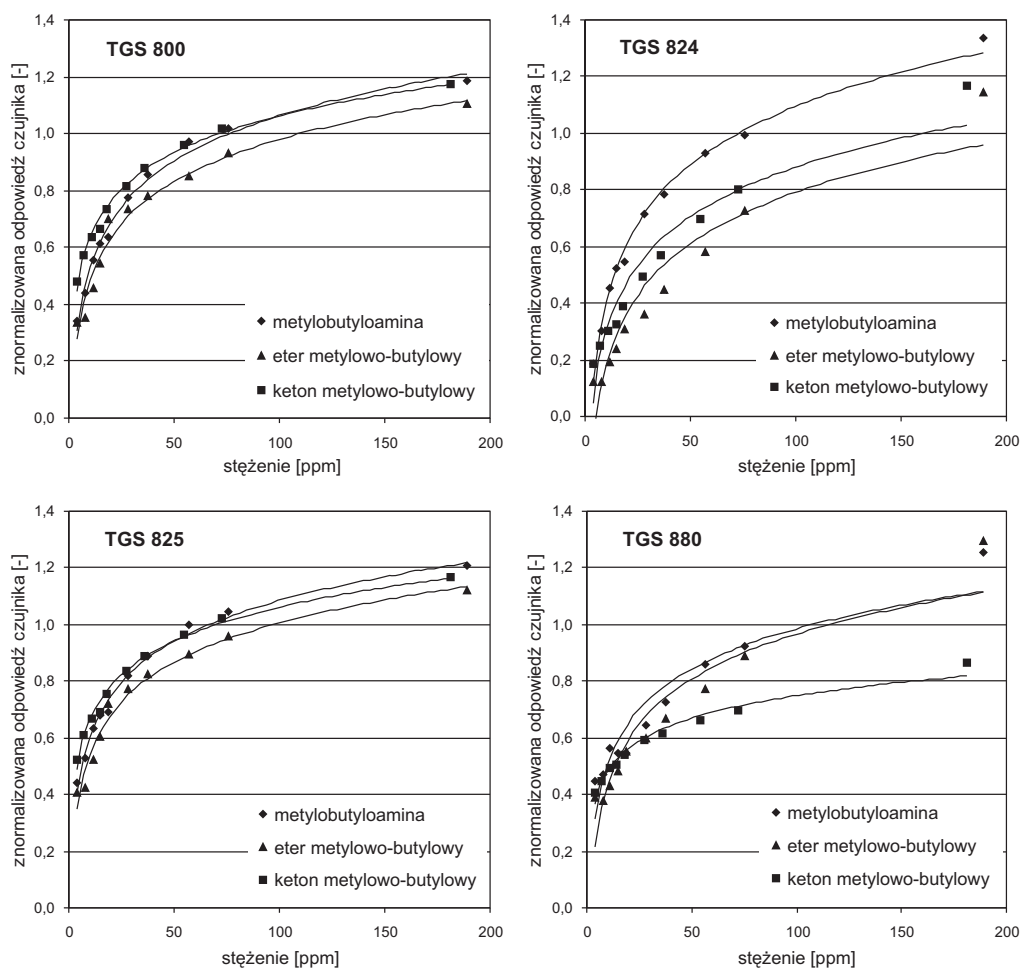 TGS 800
znormalizowana odpowiedź czujnika [-]
1,4
1,2
1,0
0,8
0,6
0,4
0,2
0,0
metylobutyloamina
eter metylowo-butylowy
keton metylowo-butylowy
0 50 100 150 200
stężenie [ppm]
TGS 824
znormalizowana odpowiedź czujnika [-]
1,4
1,2
1,0
0,8
0,6
0,4
0,2
0,0
metylobutyloamina
eter metylowo-butylowy
keton metylowo-butylowy
0 50 100 150 200
stężenie [ppm]
TGS 825
znormalizowana odpowiedź czujnika [-]
1,4
1,2
1,0
0,8
0,6
0,4
0,2
0,0
metylobutyloamina
eter metylowo-butylowy
keton metylowo-butylowy
0 50 100 150 200
stężenie [ppm]
TGS 880
znormalizowana odpowiedź czujnika [-]
1,4
1,2
1,0
0,8
0,6
0,4
0,2
0,0
metylobutyloamina
eter metylowo-butylowy
keton metylowo-butylowy
0 50 100 150 200
stężenie [ppm]